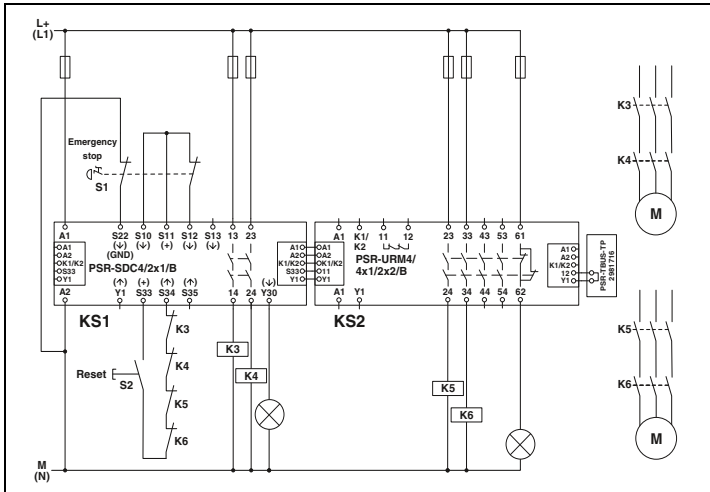 L+
(L1)
Emergency
stop
S1
A1
S22
(↓)
(GND)
S10
(↓)
S11
(+)
S12
(↓)
S13
(↓)
13
23
A1
A2
K1/K2
S33
Y1
PSR-SDC4/2x1/B
A1
A2
K1/K2
S33
Y1
A2
(↑)
Y1
(+)
S33
(↑)
S34
(↑)
S35
14
24
(↓)
Y30
KS1
A1
K1/
K2
11
12
23
33
43
53
61
A1
A2
K1/K2
11
Y1
PSR-URM4/
4x1/2x2/B
A1
A2
K1/K2
12
Y1
PSR-TBUS-TP
2981716
A1
Y1
24
34
44
54
62
KS2
Reset
S2
K3
K4
K5
K6
K3
K4
K5
K6
K3
K4
M
K5
K6
M
M
(N)